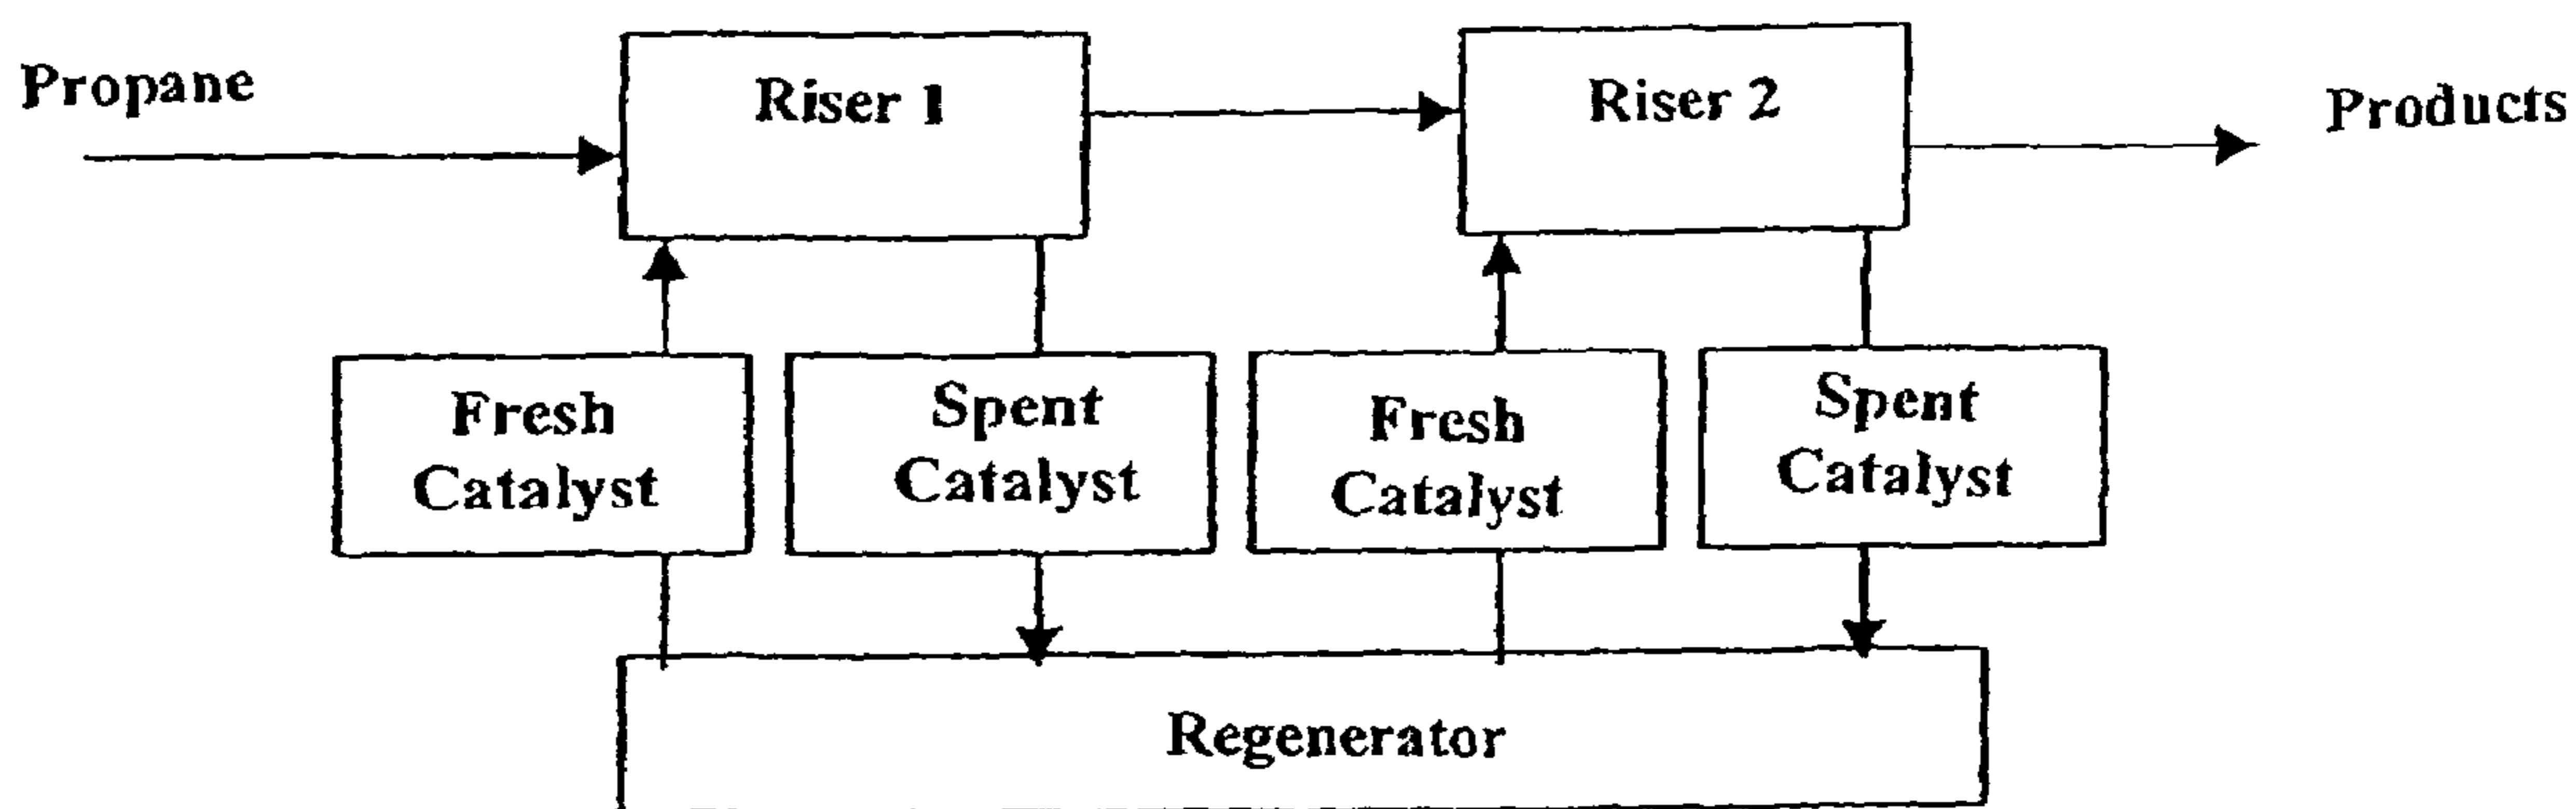 Propane
Riser 1
Riser 2
Products
Fresh
Catalyst
Spent
Catalyst
Fresh
Catalyst
Spent
Catalyst
Regenerator